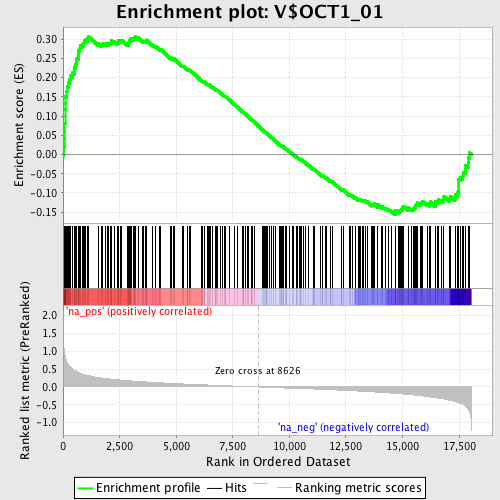 Enrichment plot: V$OCT1_01
Enrichment score (ES)
0.30
0.25
0.20
0.15
0.10
0.05
0.00
-0.05
-0.10
-0.15
'na_pos' (positively correlated)
Ranked list metric (PreRanked)
2.0
1.5
1.0
0.5
0.0
-0.5
-1.0
Zero cross at 8626
'na_neg' (negatively correlated)
0
2,500
5,000
7,500
10,000
12,500
15,000
17,500
Rank in Ordered Dataset
Enrichment profile
Hits
Ranking metric scores